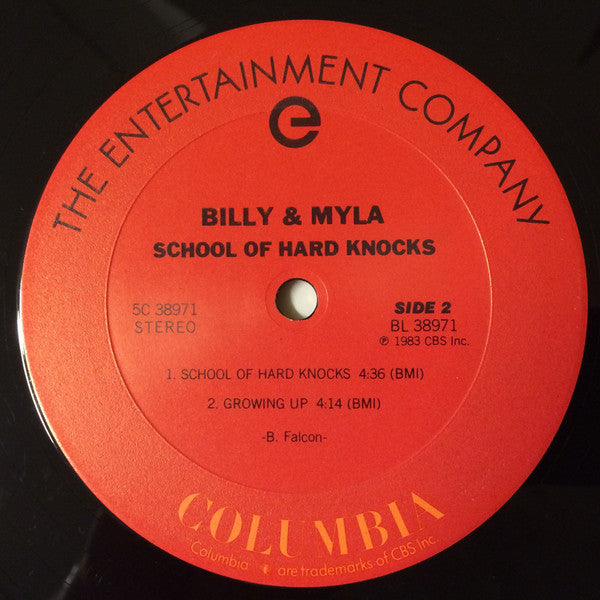 THE ENTERTAINMENT COMPANY
e
BILLY & MYLA
SCHOOL OF HARD KNOCKS
5C 38971
STEREO
SIDE 2
BL 38971
℗ 1983 CBS Inc.
1. SCHOOL OF HARD KNOCKS 4:36 (BMI)
2. GROWING UP 4:14 (BMI)
-B. Falcon-
COLUMBIA
"Columbia" are trademarks of CBS Inc.